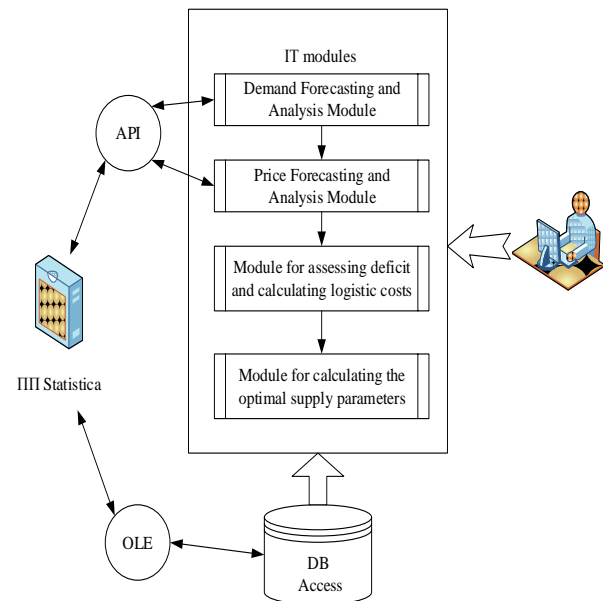 IT modules
Demand Forecasting and
Analysis Module
API
Price Forecasting and
Analysis Module
Module for assessing deficit
and calculating logistic costs
ПП Statistica
Module for calculating the
optimal supply parameters
OLE
DB
Access